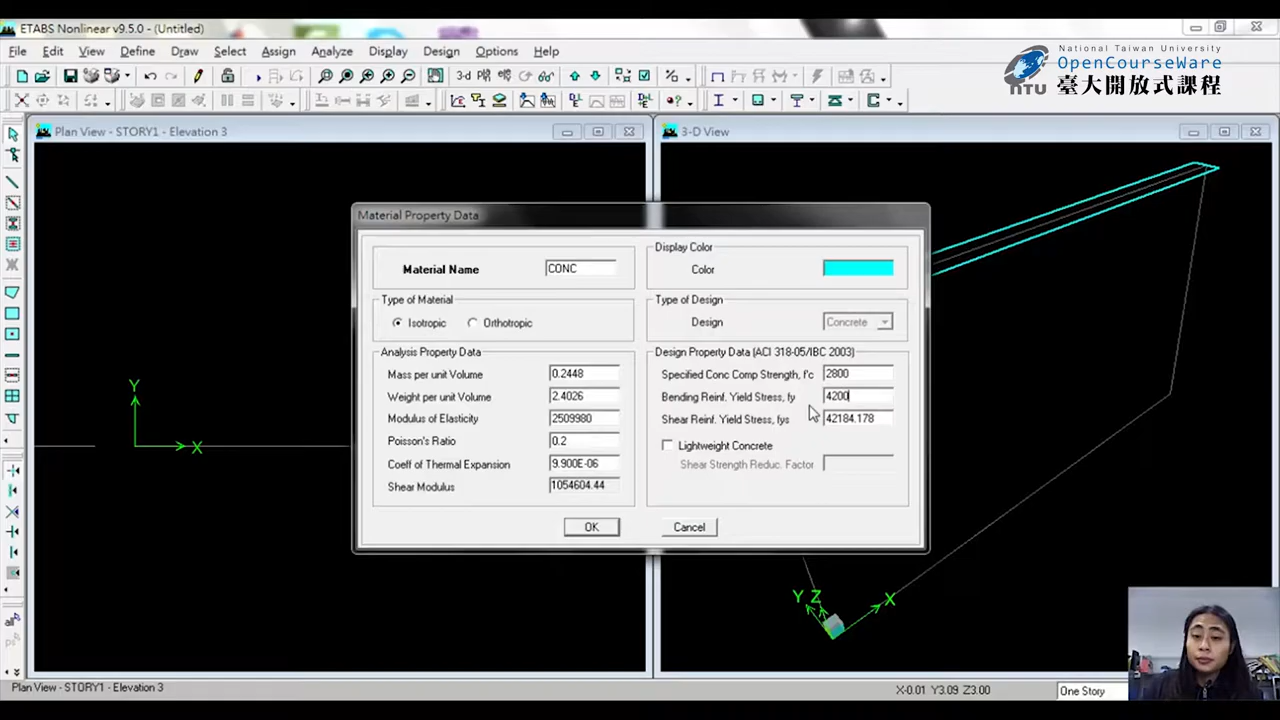 ETABS Nonlinear v9.5.0 - (Untitled)
File Edit View Define Draw Select Assign Analyze Display Design Options Help
National Taiwan University
OpenCourseWare
NTU 臺大開放式課程
3-d
Plan View - STORY1 - Elevation 3
3-D View
Material Property Data
Material Name CONC
Display Color
Color
Type of Material
Isotropic Orthotropic
Type of Design
Design Concrete
Analysis Property Data
Mass per unit Volume 0.2448
Weight per unit Volume 2.4026
Modulus of Elasticity 2509980
Poisson's Ratio 0.2
Coeff of Thermal Expansion 9.900E-06
Shear Modulus 1054604.44
Design Property Data (ACI 318-05/IBC 2003)
Specified Conc Comp Strength, f'c 2800
Bending Reinf. Yield Stress, fy 4200
Shear Reinf. Yield Stress, fys 42184.178
Lightweight Concrete
Shear Strength Reduc. Factor
OK Cancel
Y
X
Y Z X
Plan View - STORY1 - Elevation 3
X-0.01 Y3.09 Z3.00
One Story